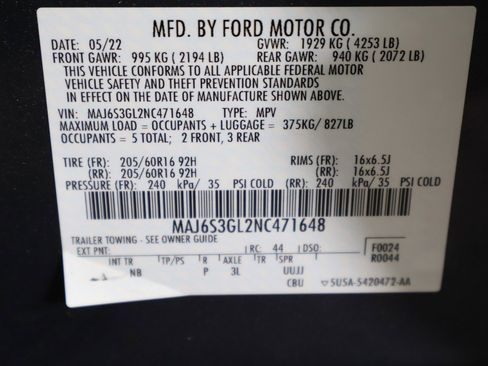 MFD. BY FORD MOTOR CO.
DATE: 05/22 GVWR: 1929 KG ( 4253 LB)
FRONT GAWR: 995 KG ( 2194 LB) REAR GAWR: 940 KG ( 2072 LB)
THIS VEHICLE CONFORMS TO ALL APPLICABLE FEDERAL MOTOR
VEHICLE SAFETY AND THEFT PREVENTION STANDARDS
IN EFFECT ON THE DATE OF MANUFACTURE SHOWN ABOVE.
VIN: MAJ6S3GL2NC471648 TYPE: MPV
MAXIMUM LOAD = OCCUPANTS + LUGGAGE = 375KG/ 827LB
OCCUPANTS = 5 TOTAL; 2 FRONT, 3 REAR
TIRE (FR): 205/60R16 92H RIMS (FR): 16x6.5J
(RR): 205/60R16 92H (RR): 16x6.5J
PRESSURE (FR): 240 kPa/ 35 PSI COLD (RR): 240 kPa/ 35 PSI COLD
MAJ6S3GL2NC471648
TRAILER TOWING - SEE OWNER GUIDE
EXT PNT: RC: 44 DSO: F0024
INT TR TP/PS R AXLE TR SPR R0044
NB P 3L UUJJ
CBU 5U5A-5420472-AA